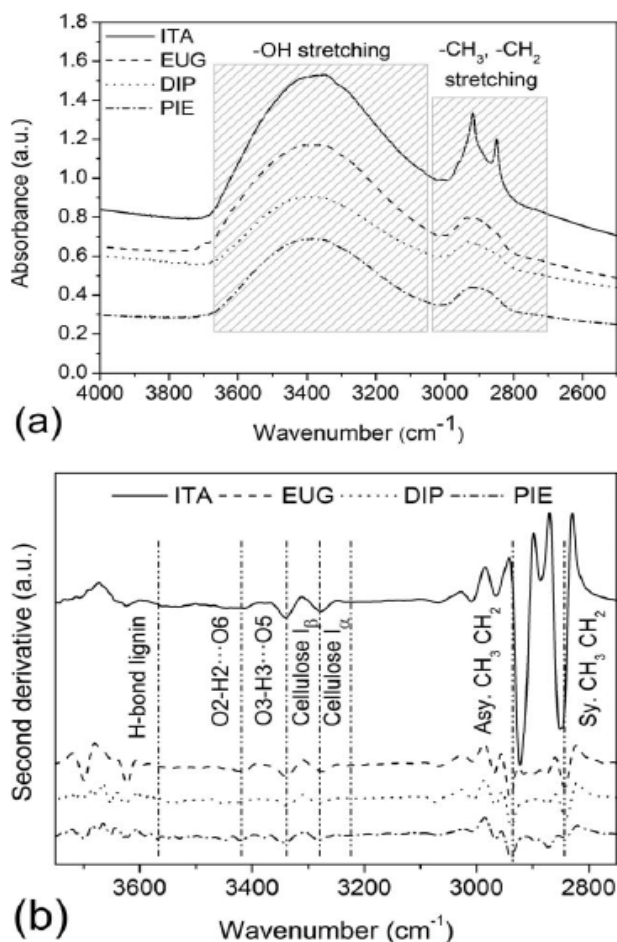 1.8
1.6
1.4
1.2
1.0
0.8
0.6
0.4
0.2
0.0
Absorbance (a.u.)
ITA
EUG
DIP
PIE
-OH stretching
-CH₃, -CH₂
stretching
4000 3800 3600 3400 3200 3000 2800 2600
(a)
Wavenumber (cm⁻¹)
ITA EUG DIP PIE
Second derivative (a.u.)
H-bond lignin
O2-H2···O6
O3-H3···O5
Cellulose Iβ
Cellulose Iα
Asy. CH₃ CH₂
Sy. CH₃ CH₂
3600 3400 3200 3000 2800
(b)
Wavenumber (cm⁻¹)